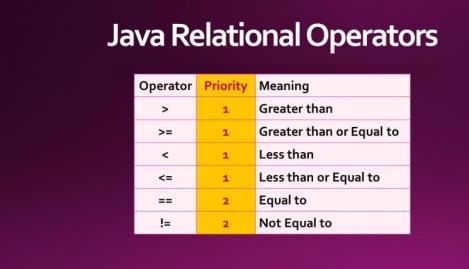 Java Relational Operators
Operator Priority Meaning
> 1 Greater than
>= 1 Greater than or Equal to
< 1 Less than
<= 1 Less than or Equal to
== 2 Equal to
!= 2 Not Equal to